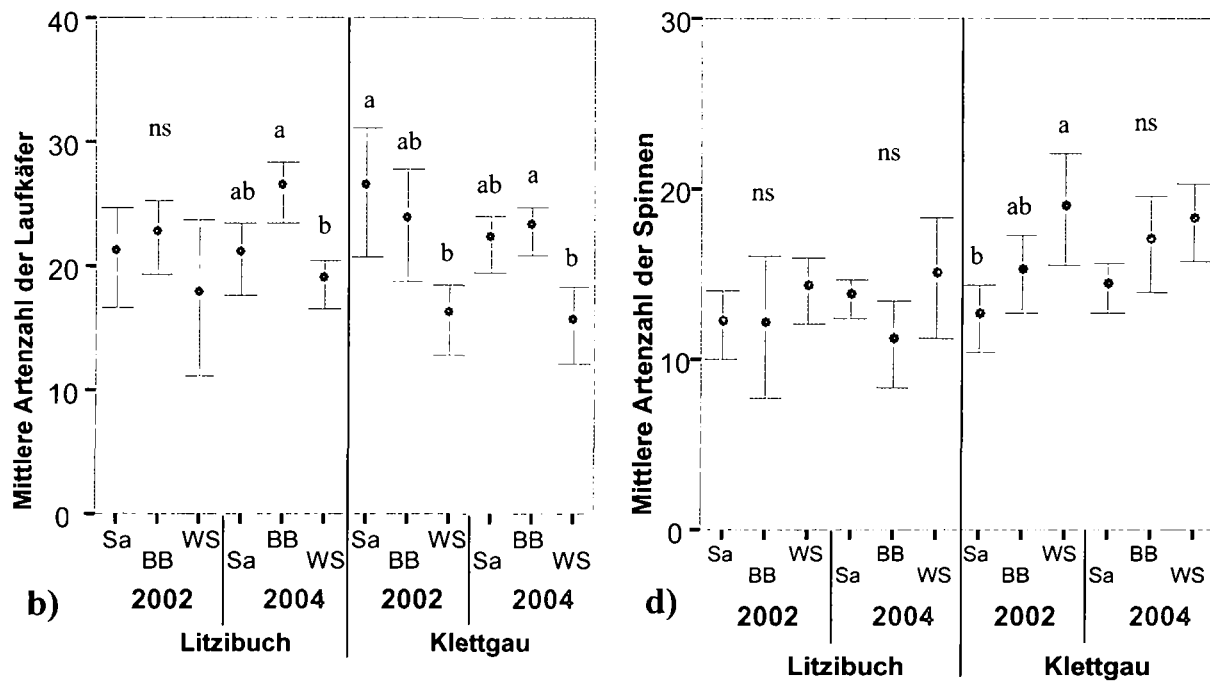 Mittlere Artenzahl der Laufkäfer
40
30
20
10
0
ns
ab
a
b
a
ab
b
ab
a
b
Sa BB WS Sa BB WS Sa BB WS Sa BB WS
2002 2004 2002 2004
Litzibuch Klettgau
b)
Mittlere Artenzahl der Spinnen
30
20
10
0
ns
ns
b
ab
a
ns
Sa BB WS Sa BB WS Sa BB WS Sa BB WS
2002 2004 2002 2004
Litzibuch Klettgau
d)